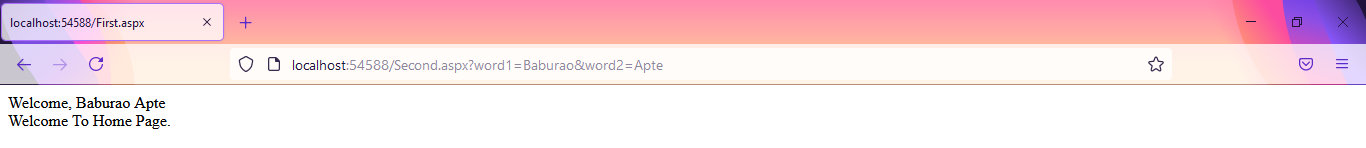 localhost:54588/First.aspx
localhost:54588/Second.aspx?word1=Baburao&word2=Apte
Welcome, Baburao Apte
Welcome To Home Page.